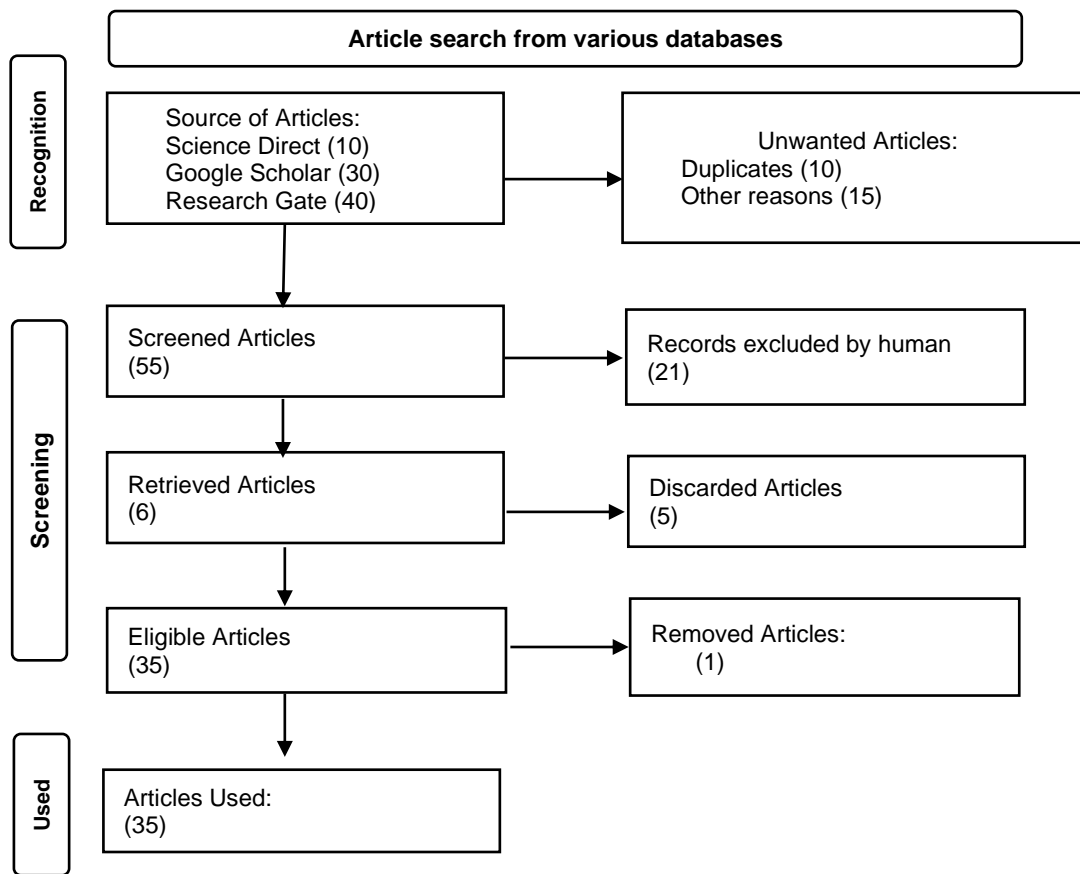 Article search from various databases
Recognition
Source of Articles:
Science Direct (10)
Google Scholar (30)
Research Gate (40)
Unwanted Articles:
Duplicates (10)
Other reasons (15)
Screening
Screened Articles
(55)
Records excluded by human
(21)
Retrieved Articles
(6)
Discarded Articles
(5)
Eligible Articles
(35)
Removed Articles:
(1)
Used
Articles Used:
(35)